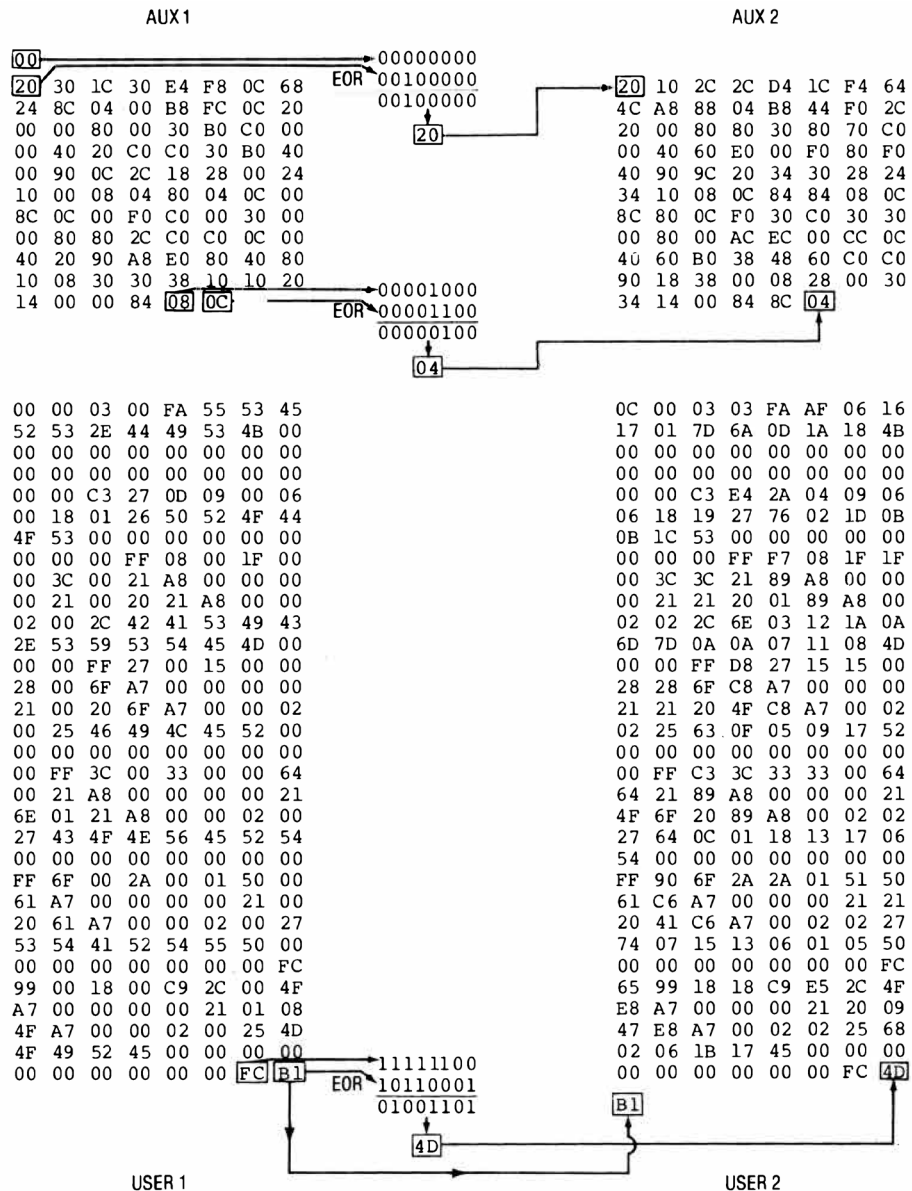 AUX 1
AUX 2
00
00000000
EOR 00100000
00100000
20
20 30 1C 30 E4 F8 0C 68
24 8C 04 00 B8 FC 0C 20
00 00 80 00 30 B0 C0 00
00 40 20 C0 C0 30 B0 40
00 90 0C 2C 18 28 00 24
10 00 08 04 80 04 0C 00
8C 0C 00 F0 C0 00 30 00
00 80 80 2C C0 C0 0C 00
40 20 90 A8 E0 80 40 80
10 08 30 30 38 10 10 20
14 00 00 84 08 0C
20 10 2C 2C D4 1C F4 64
4C A8 88 04 B8 44 F0 2C
20 00 80 80 30 80 70 C0
00 40 60 E0 00 F0 80 F0
40 90 9C 20 34 30 28 24
34 10 08 0C 84 84 08 0C
8C 80 0C F0 30 C0 30 30
00 80 00 AC EC 00 CC 0C
40 60 B0 38 48 60 C0 C0
90 18 38 00 08 28 00 30
34 14 00 84 8C 04
00001000
EOR 00001100
00000100
04
00 00 03 00 FA 55 53 45
52 53 2E 44 49 53 4B 00
00 00 00 00 00 00 00 00
00 00 00 00 00 00 00 00
00 00 C3 27 0D 09 00 06
00 18 01 26 50 52 4F 44
4F 53 00 00 00 00 00 00
00 00 00 FF 08 00 1F 00
00 3C 00 21 A8 00 00 00
00 21 00 20 21 A8 00 00
02 00 2C 42 41 53 49 43
2E 53 59 53 54 45 4D 00
00 00 FF 27 00 15 00 00
28 00 6F A7 00 00 00 00
21 00 20 6F A7 00 00 02
00 25 46 49 4C 45 52 00
00 00 00 00 00 00 00 00
00 FF 3C 00 33 00 00 64
00 21 A8 00 00 00 00 21
6E 01 21 A8 00 00 02 00
27 43 4F 4E 56 45 52 54
00 00 00 00 00 00 00 00
FF 6F 00 2A 00 01 50 00
61 A7 00 00 00 00 21 00
20 61 A7 00 00 02 00 27
53 54 41 52 54 55 50 00
00 00 00 00 00 00 00 FC
99 00 18 00 C9 2C 00 4F
A7 00 00 00 00 21 01 08
4F A7 00 00 02 00 25 4D
4F 49 52 45 00 00 00 00
00 00 00 00 00 00 FC B1
0C 00 03 03 FA AF 06 16
17 01 7D 6A 0D 1A 18 4B
00 00 00 00 00 00 00 00
00 00 00 00 00 00 00 00
00 00 C3 E4 2A 04 09 06
06 18 19 27 76 02 1D 0B
0B 1C 53 00 00 00 00 00
00 00 00 FF F7 08 1F 1F
00 3C 3C 21 89 A8 00 00
00 21 21 20 01 89 A8 00
02 02 2C 6E 03 12 1A 0A
6D 7D 0A 0A 07 11 08 4D
00 00 FF D8 27 15 15 00
28 28 6F C8 A7 00 00 00
21 21 20 4F C8 A7 00 02
02 25 63 0F 05 09 17 52
00 00 00 00 00 00 00 00
00 FF C3 3C 33 33 00 64
64 21 89 A8 00 00 00 21
4F 6F 20 89 A8 00 02 02
27 64 0C 01 18 13 17 06
54 00 00 00 00 00 00 00
FF 90 6F 2A 2A 01 51 50
61 C6 A7 00 00 00 21 21
20 41 C6 A7 00 02 02 27
74 07 15 13 06 01 05 50
00 00 00 00 00 00 00 FC
65 99 18 18 C9 E5 2C 4F
E8 A7 00 00 00 21 20 09
47 E8 A7 00 02 02 25 68
02 06 1B 17 45 00 00 00
00 00 00 00 00 00 FC 4D
11111100
EOR 10110001
01001101
4D
B1
USER 1
USER 2